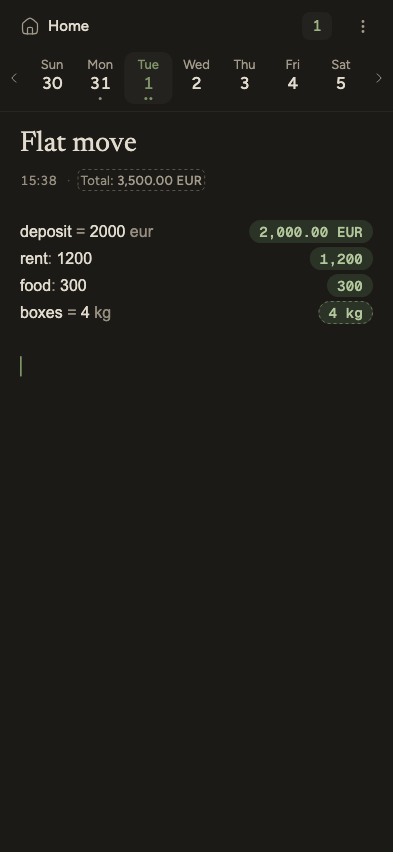 Home 1
Sun Mon Tue Wed Thu Fri Sat
30 31 1 2 3 4 5
Flat move
15:38 · Total: 3,500.00 EUR
deposit = 2000 eur 2,000.00 EUR
rent: 1200 1,200
food: 300 300
boxes = 4 kg 4 kg